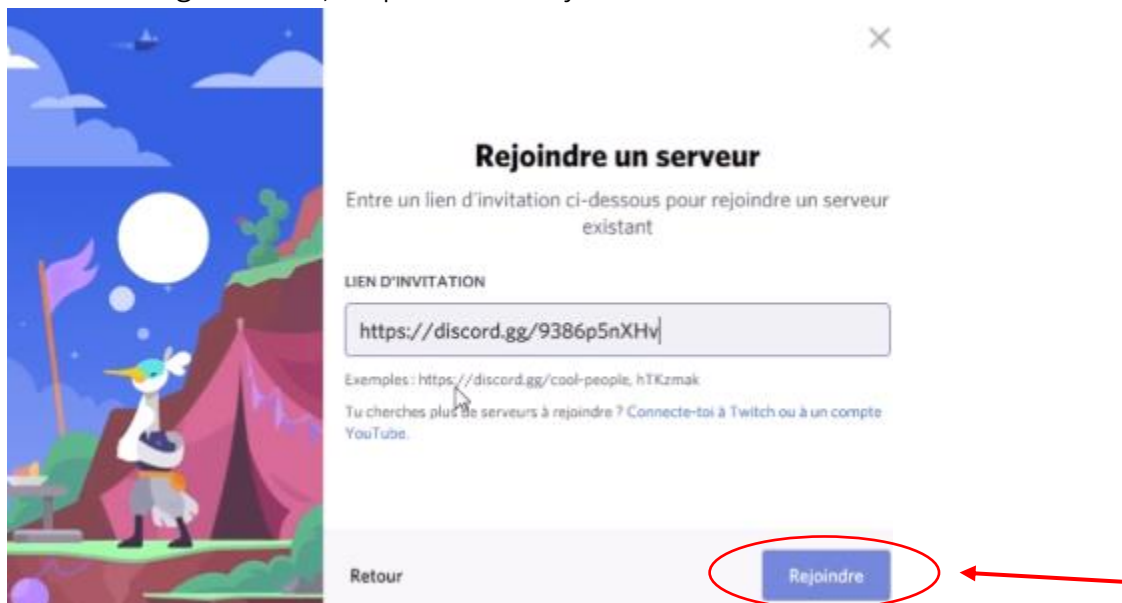 Rejoindre un serveur
Entre un lien d'invitation ci-dessous pour rejoindre un serveur
existant
LIEN D'INVITATION
https://discord.gg/9386p5nXHv
Exemples : https://discord.gg/cool-people, hTKzmak
Tu cherches plus de serveurs à rejoindre ? Connecte-toi à Twitch ou à un compte
YouTube.
Retour
Rejoindre